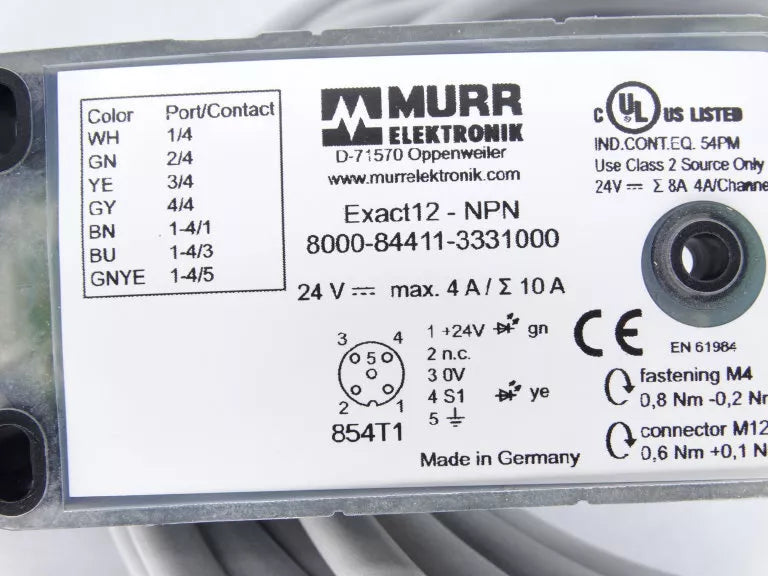 Color Port/Contact
WH 1/4
GN 2/4
YE 3/4
GY 4/4
BN 1-4/1
BU 1-4/3
GNYE 1-4/5
MURR
ELEKTRONIK
D-71570 Oppenweiler
www.murrelektronik.com
Exact12 - NPN
8000-84411-3331000
24 V max. 4 A / Σ 10 A
C UL US LISTED
IND.CONT.EQ. 54PM
Use Class 2 Source Only
24V Σ 8A 4A/Channe
3 4
5
2 1
854T1
1 +24V gn
2 n.c.
3 0V
4 S1 ye
5
Made in Germany
CE
EN 61984
fastening M4
0,8 Nm -0,2 Nr
connector M12
0,6 Nm +0,1 N